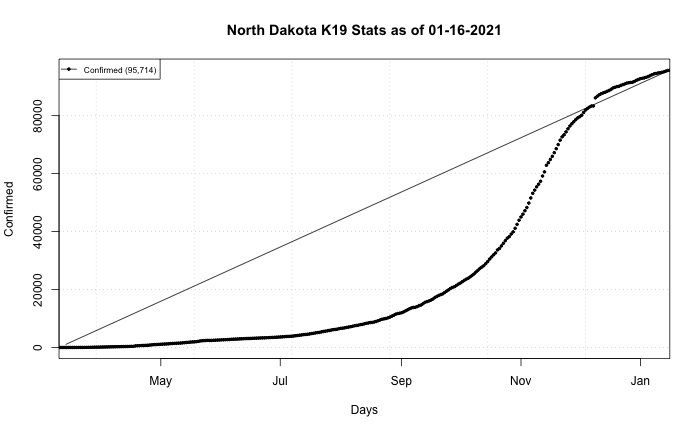 North Dakota K19 Stats as of 01-16-2021
Confirmed (95,714)
Confirmed
80000
60000
40000
20000
0
May Jul Sep Nov Jan
Days